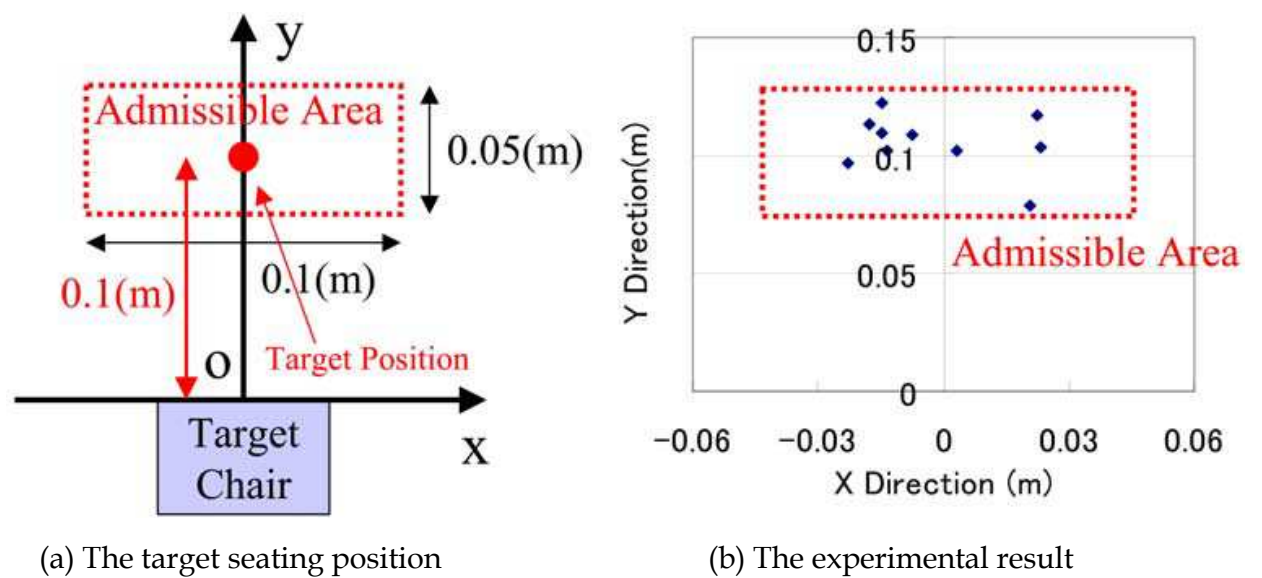 y
Admissible Area
0.05(m)
0.1(m)
0.1(m)
O
Target Position
Target
Chair
x
(a) The target seating position
0.15
0.1
0.05
0
Y Direction(m)
Admissible Area
-0.06 -0.03 0 0.03 0.06
X Direction (m)
(b) The experimental result